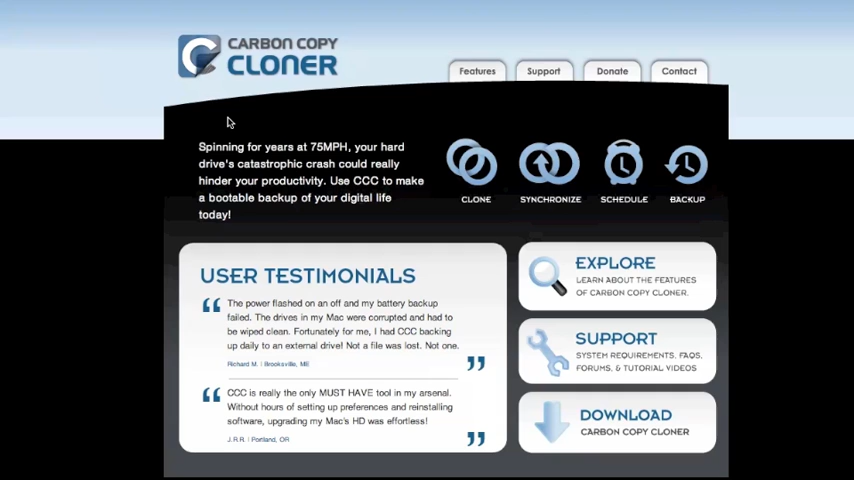 CARBON COPY
CLONER
Features
Support
Donate
Contact
Spinning for years at 75MPH, your hard
drive's catastrophic crash could really
hinder your productivity. Use CCC to make
a bootable backup of your digital life
today!
CLONE
SYNCHRONIZE
SCHEDULE
BACKUP
USER TESTIMONIALS
“ The power flashed on an off and my battery backup
failed. The drives in my Mac were corrupted and had to
be wiped clean. Fortunately for me, I had CCC backing
up daily to an external drive! Not a file was lost. Not one.
Richard M. | Brooksville, ME ”
“ CCC is really the only MUST HAVE tool in my arsenal.
Without hours of setting up preferences and reinstalling
software, upgrading my Mac's HD was effortless!
J.R.R. | Portland, OR ”
EXPLORE
LEARN ABOUT THE FEATURES
OF CARBON COPY CLONER.
SUPPORT
SYSTEM REQUIREMENTS, FAQS,
FORUMS, & TUTORIAL VIDEOS
DOWNLOAD
CARBON COPY CLONER